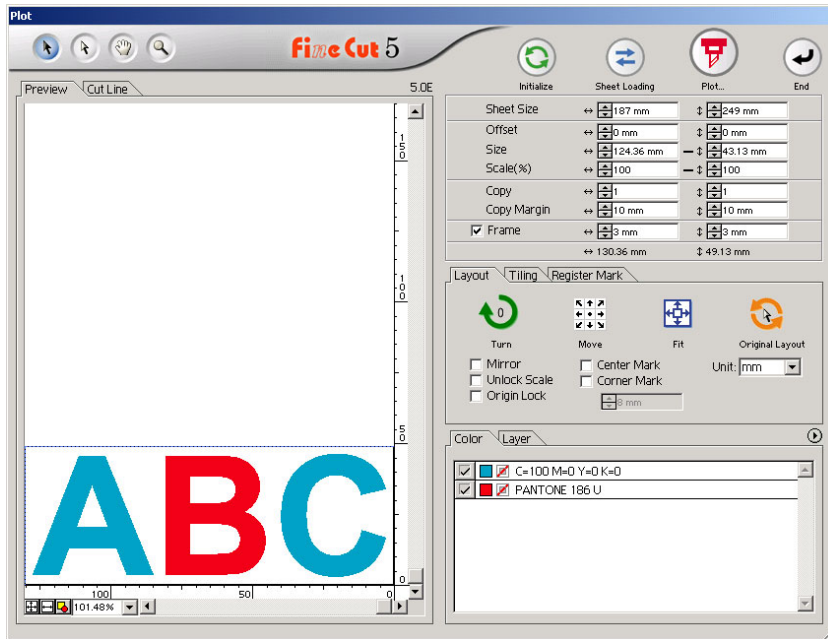 Plot
Fine Cut 5
Initialize
Sheet Loading
Plot...
End
Preview
Cut Line
5.0E
Sheet Size ↔ 187 mm ↕ 249 mm
Offset ↔ 0 mm ↕ 0 mm
Size ↔ 124.36 mm ↕ 43.13 mm
Scale(%) ↔ 100 ↕ 100
Copy ↔ 1 ↕ 1
Copy Margin ↔ 10 mm ↕ 10 mm
Frame ↔ 3 mm ↕ 3 mm
↔ 130.36 mm ↕ 49.13 mm
Layout Tiling Register Mark
0
Turn Move Fit Original Layout
Mirror Center Mark Unit: mm
Unlock Scale Corner Mark
Origin Lock 8 mm
Color Layer
C=100 M=0 Y=0 K=0
PANTONE 186 U
150
100
50
0
ABC
100 50 0
101.48%